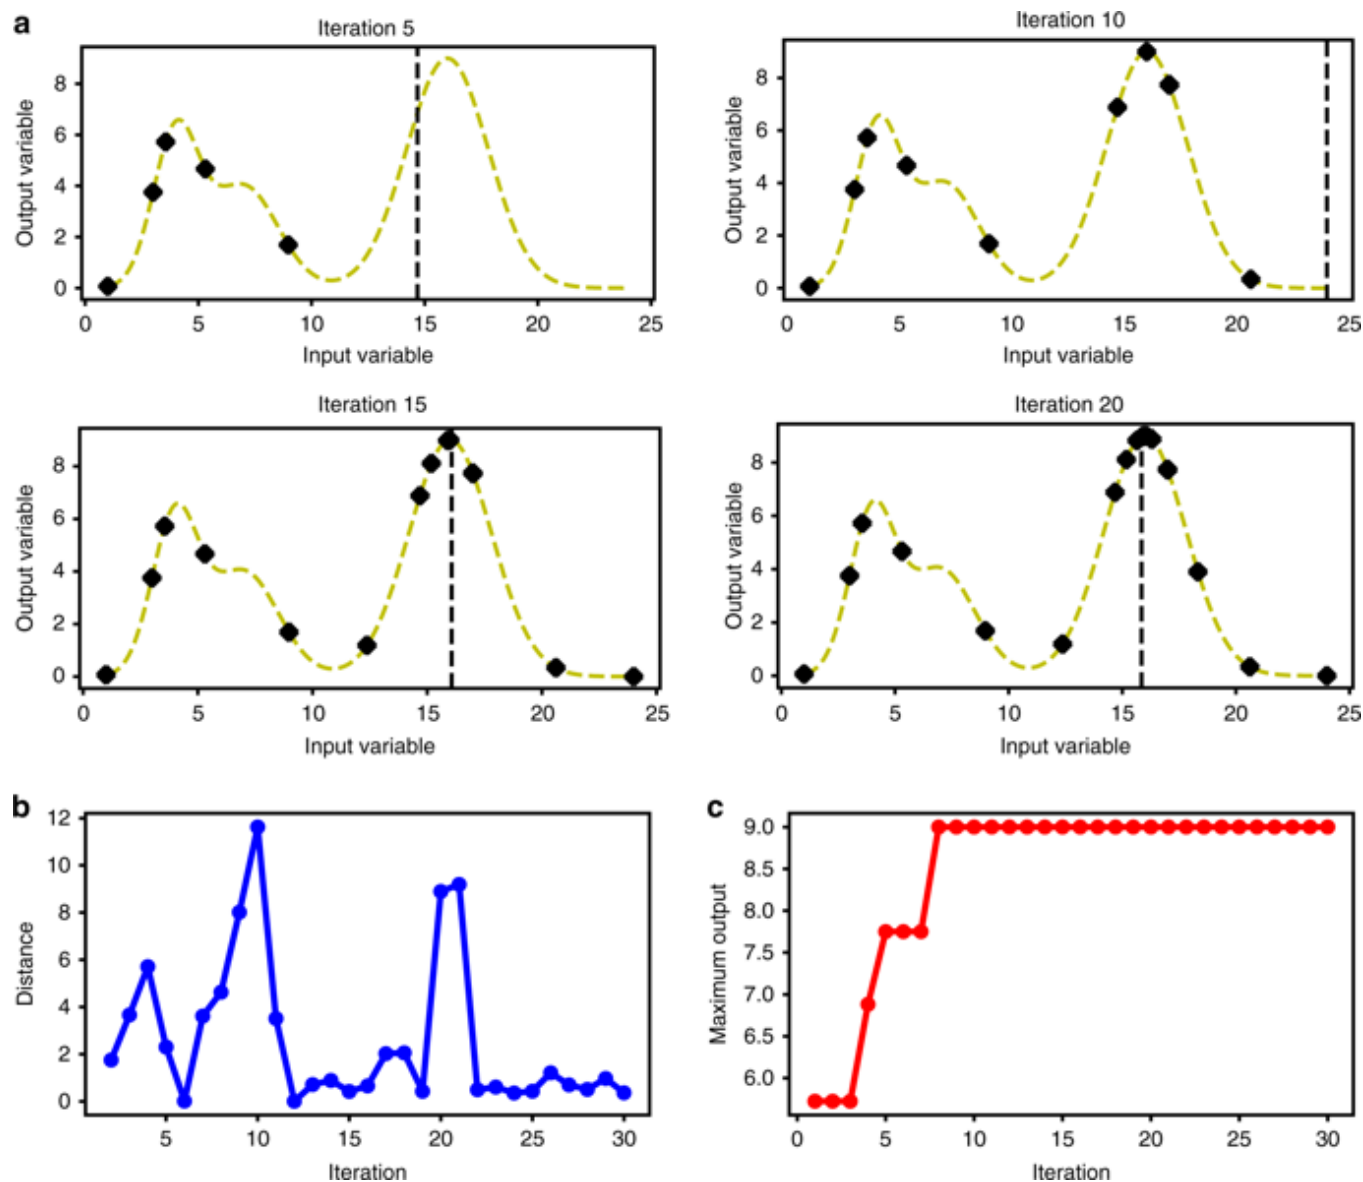 a
Iteration 5
Iteration 10
Output variable
8
6
4
2
0
0 5 10 15 20 25
Input variable
Output variable
8
6
4
2
0
0 5 10 15 20 25
Input variable
Iteration 15
Iteration 20
Output variable
8
6
4
2
0
0 5 10 15 20 25
Input variable
Output variable
8
6
4
2
0
0 5 10 15 20 25
Input variable
b
Distance
12
10
8
6
4
2
0
5 10 15 20 25 30
Iteration
c
Maximum output
9.0
8.5
8.0
7.5
7.0
6.5
6.0
0 5 10 15 20 25 30
Iteration